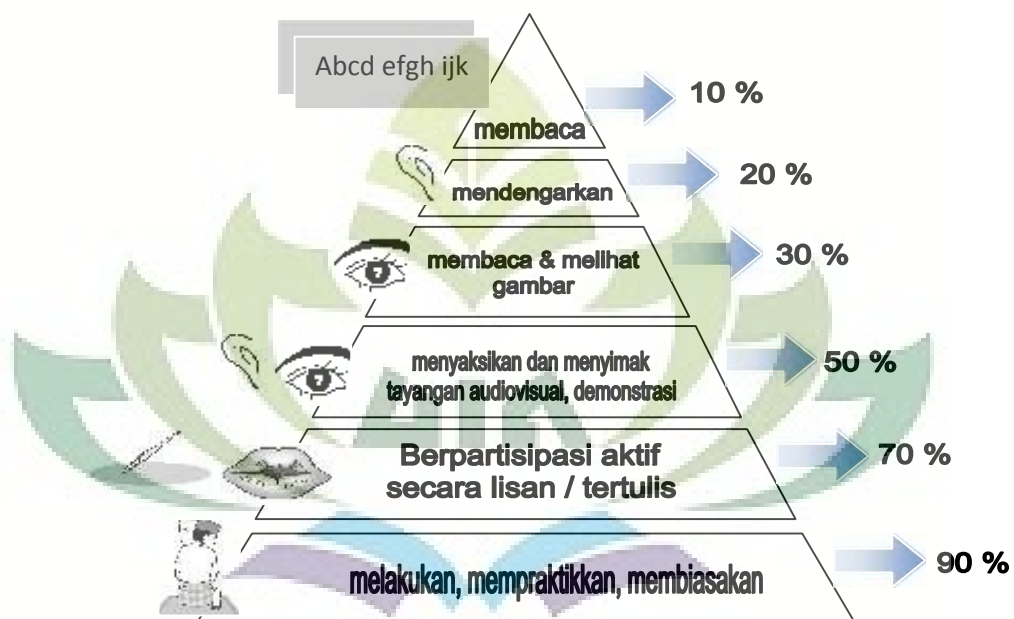 Abcd efgh ijk
10 %
membaca
20 %
mendengarkan
30 %
membaca & melihat
gambar
50 %
menyaksikan dan menyimak
tayangan audiovisual, demonstrasi
70 %
Berpartisipasi aktif
secara lisan / tertulis
90 %
melakukan, mempraktikkan, membiasakan